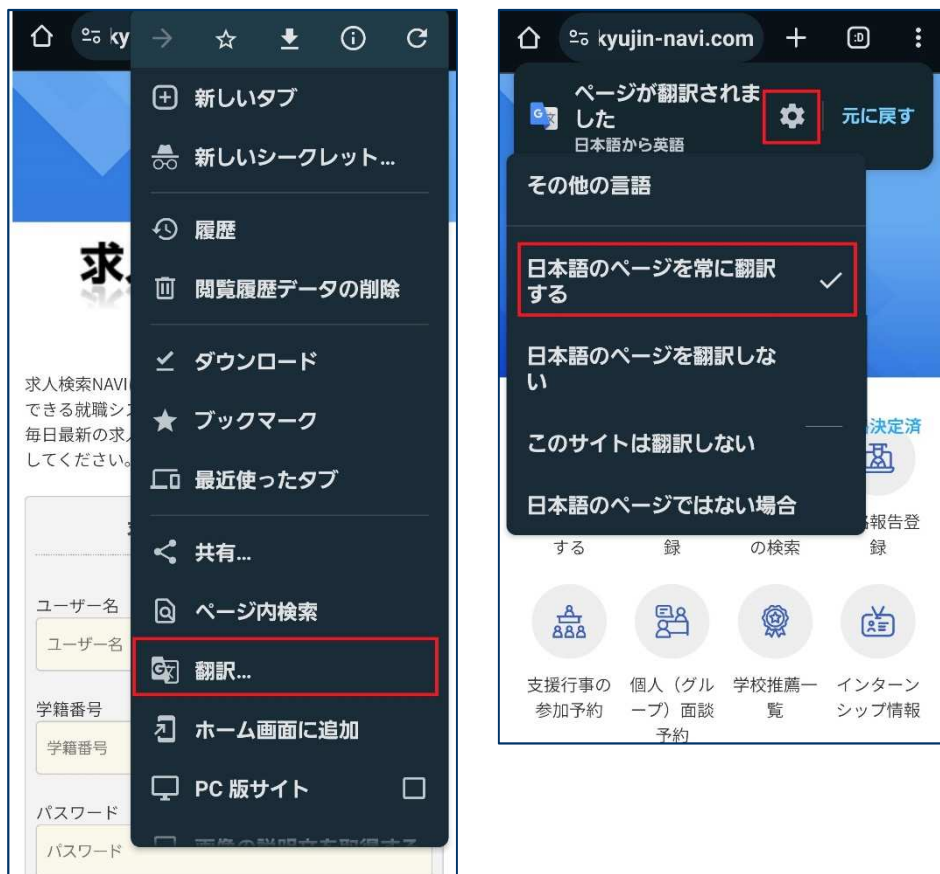 ky
新しいタブ
新しいシークレット...
履歴
閲覧履歴データの削除
求
ダウンロード
求人検索NAVI
できる就職シ
ブックマーク
毎日最新の求
してください。
最近使ったタブ
共有...
ユーザー名
ページ内検索
ユーザー名
翻訳...
学籍番号
ホーム画面に追加
学籍番号
PC 版サイト
パスワード
画像の説明文を取得する
パスワード
kyujin-navi.com
:D
ページが翻訳されま
した
元に戻す
日本語から英語
その他の言語
日本語のページを常に翻訳
する
日本語のページを翻訳しな
い
決定済
このサイトは翻訳しない
日本語のページではない場合
報告登
する
録
の検索
録
支援行事の
参加予約
個人（グル
ープ）面談
予約
学校推薦一
覧
インターン
シップ情報